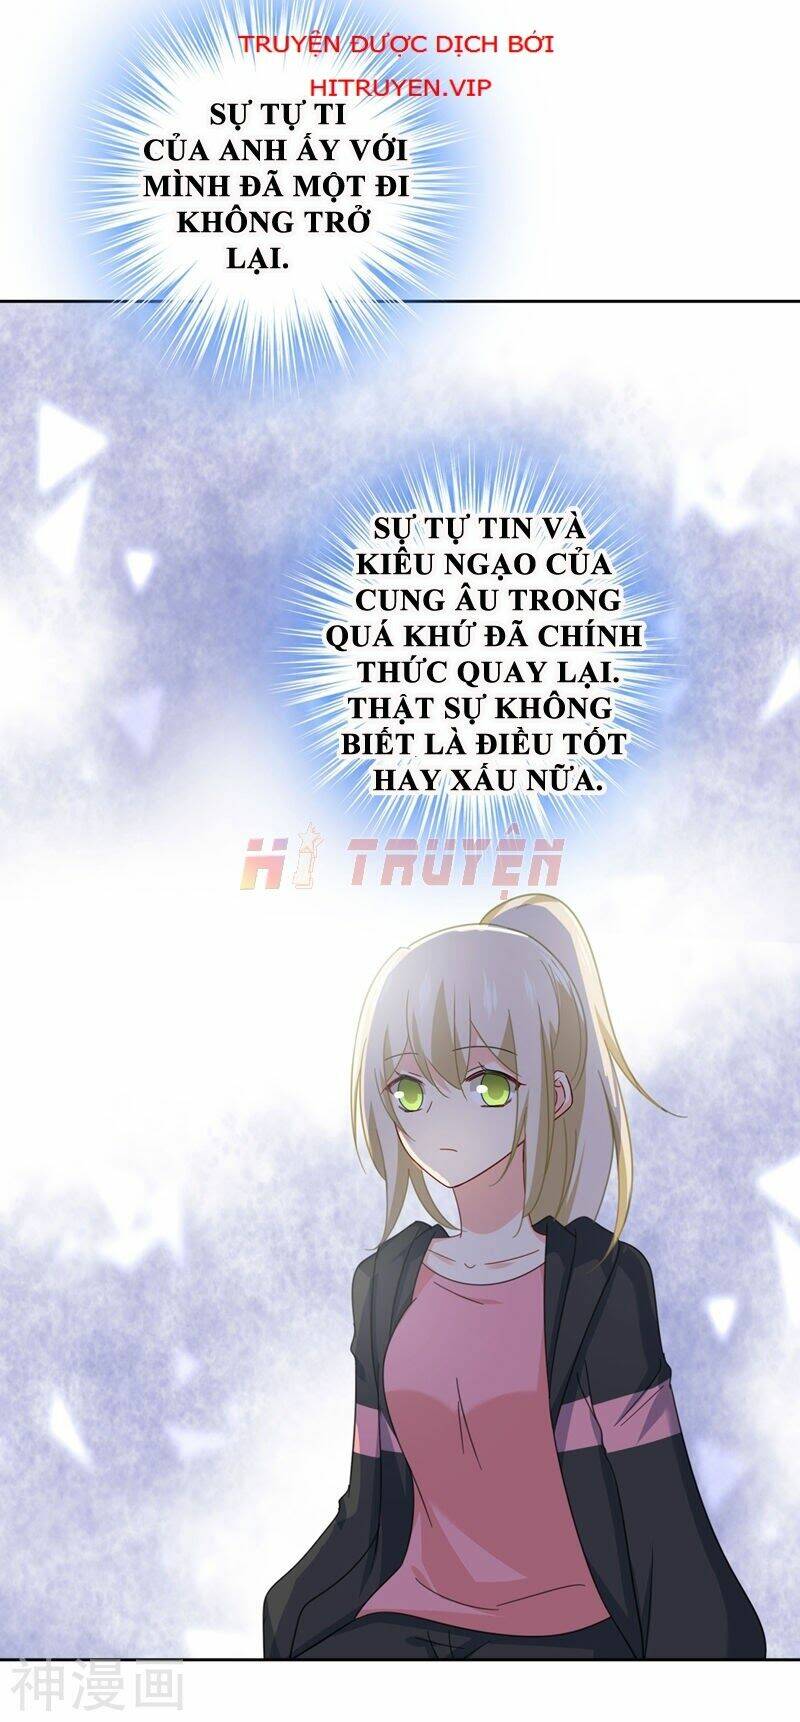 TRUYỆN ĐƯỢC DỊCH BỞI
HITRUYEN.VIP
SỰ TỰ TI
CỦA ANH ẤY VỚI
MÌNH ĐÃ MỘT ĐI
KHÔNG TRỞ
LẠI.
SỰ TỰ TIN VÀ
KIÊU NGẠO CỦA
CUNG ÂU TRONG
QUÁ KHỨ ĐÃ CHÍNH
THỨC QUAY LẠI.
THẬT SỰ KHÔNG
BIẾT LÀ ĐIỀU TỐT
HAY XẤU NỮA.
HI TRUYỆN
神漫画